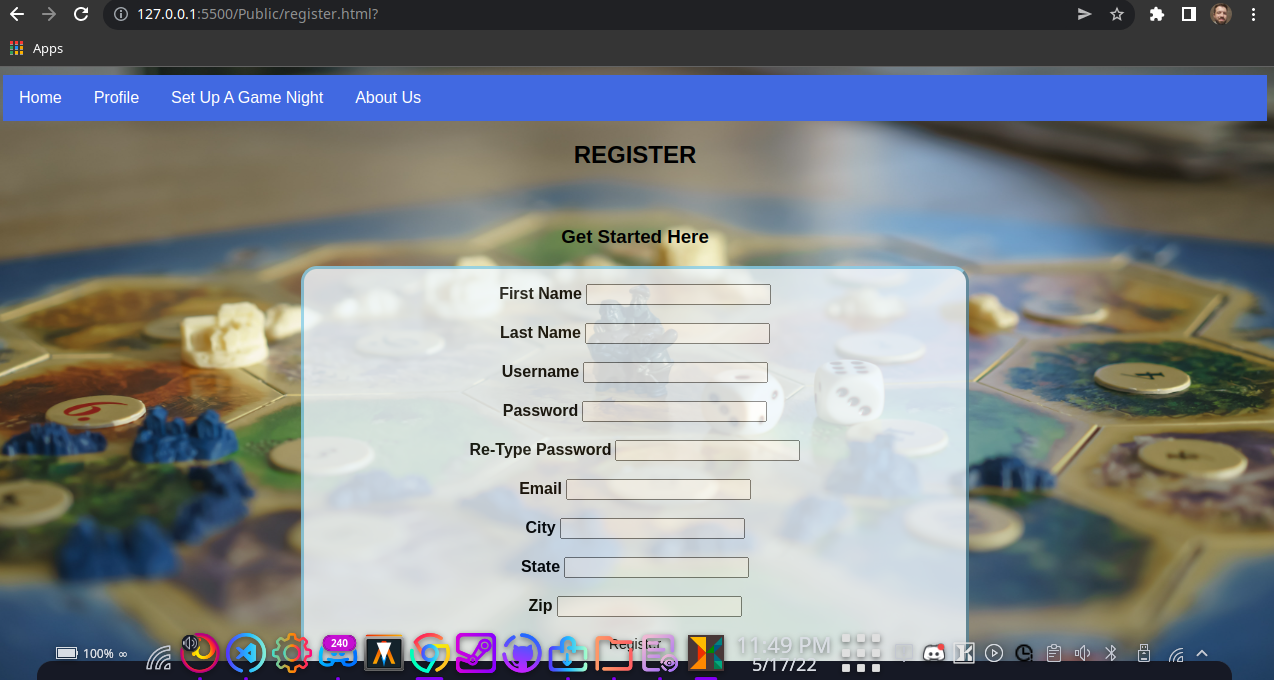 127.0.0.1:5500/Public/register.html?
Apps
Home Profile Set Up A Game Night About Us
REGISTER
Get Started Here
First Name
Last Name
Username
Password
Re-Type Password
Email
City
State
Zip
Register
100% ∞
240
11:49 PM
5/17/22